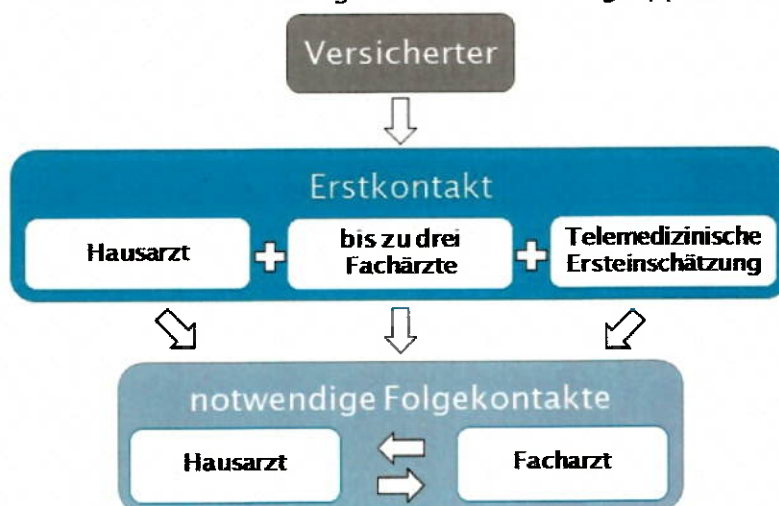 Versicherter
Erstkontakt
Hausarzt
bis zu drei
Fachärzte
Telemedizinische
Ersteinschätzung
notwendige Folgekontakte
Hausarzt
Facharzt